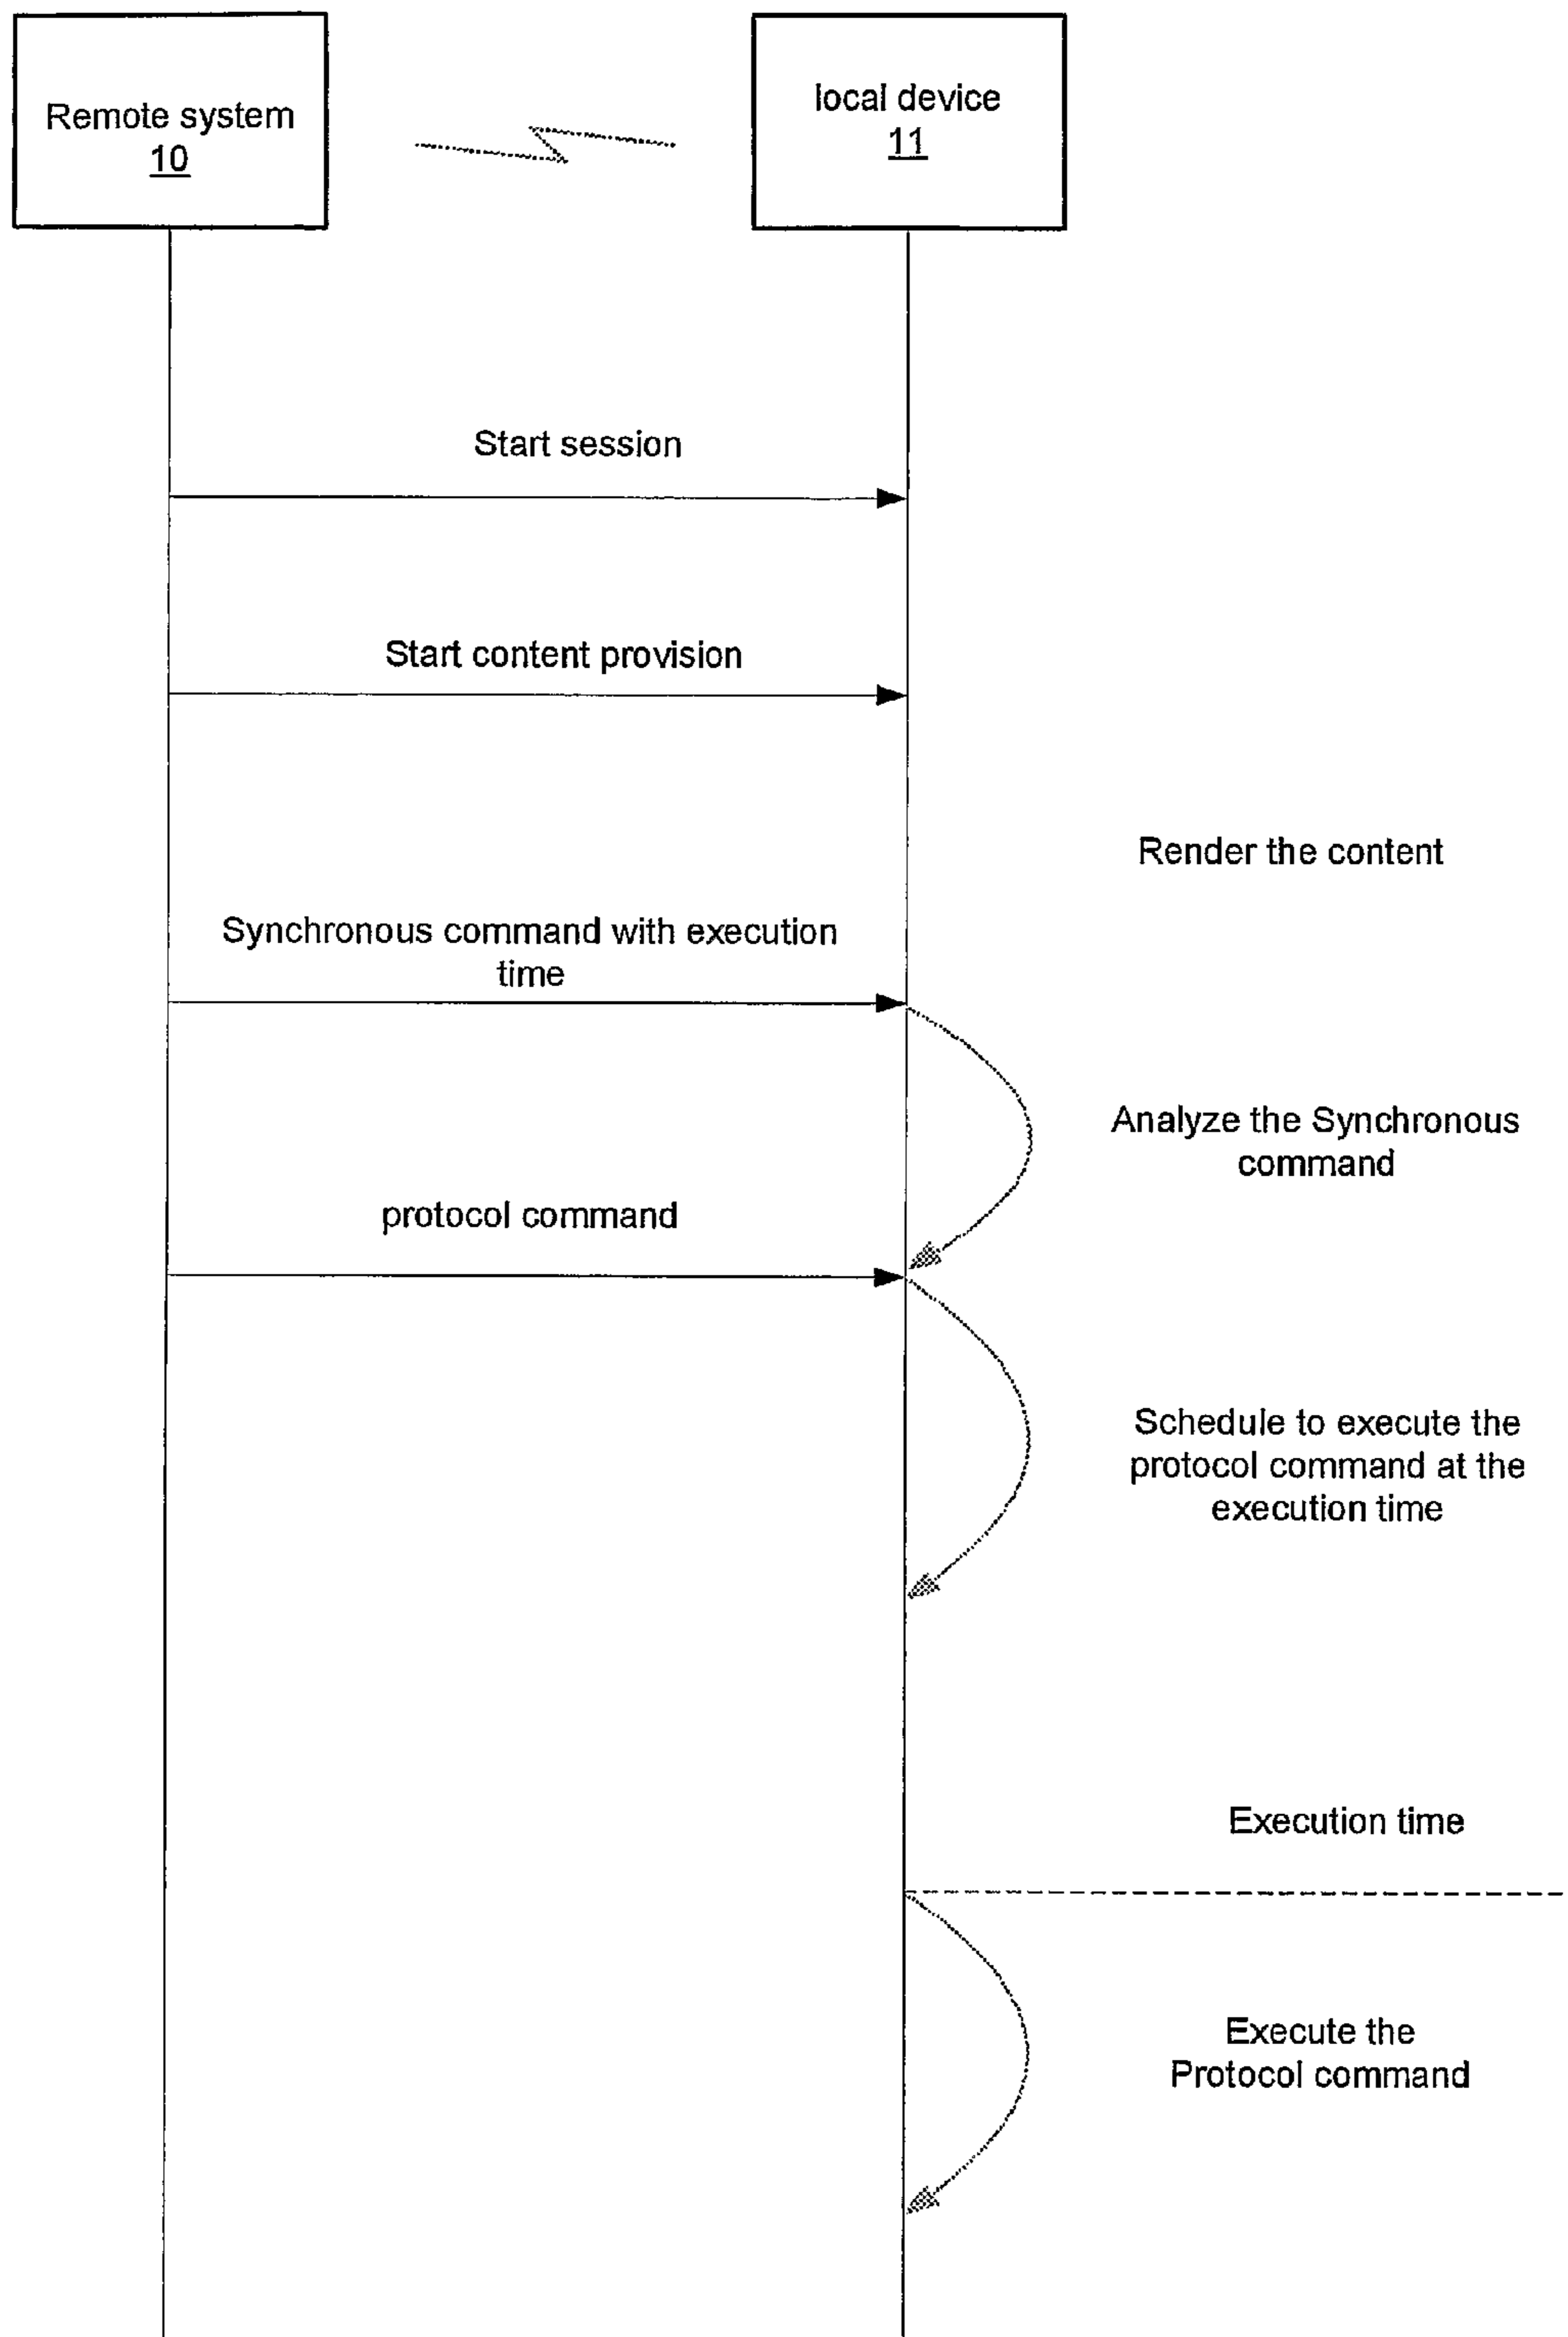 Remote system
10
local device
11
Start session
Start content provision
Render the content
Synchronous command with execution
time
Analyze the Synchronous
command
protocol command
Schedule to execute the
protocol command at the
execution time
Execution time
Execute the
Protocol command